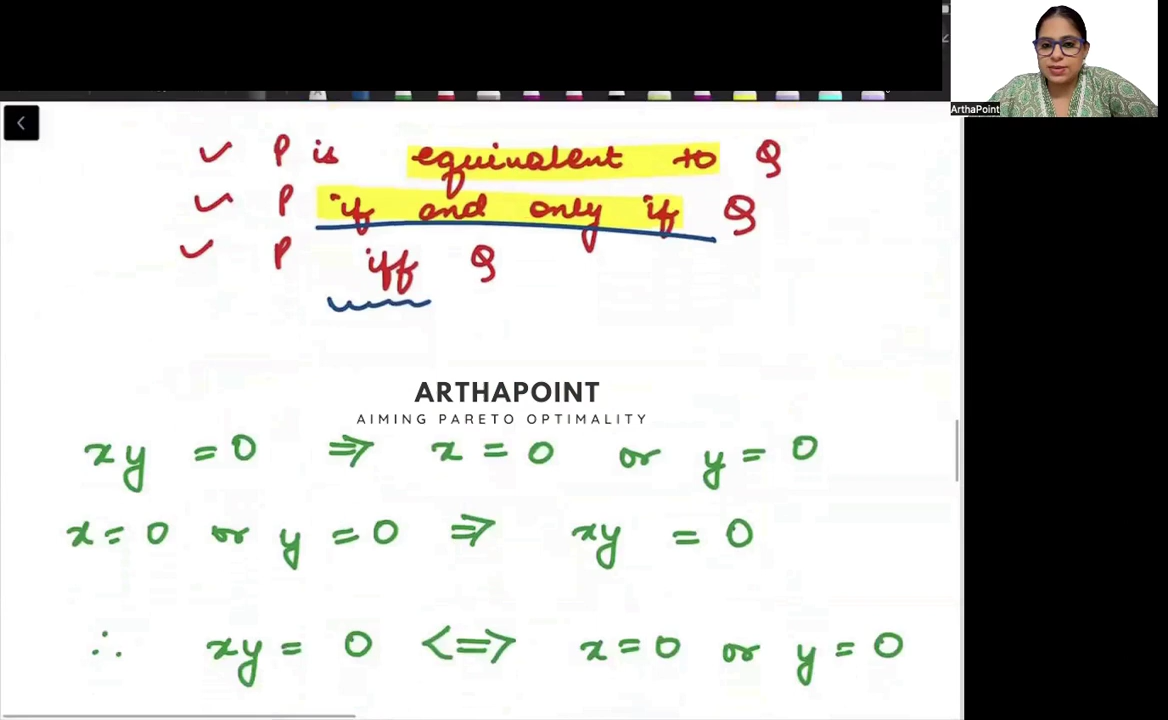 ArthaPoint
✓ P is equivalent to Q
✓ P if and only if Q
✓ P iff Q
ARTHAPOINT
AIMING PARETO OPTIMALITY
xy = 0 ⇒ x = 0 or y = 0
x = 0 or y = 0 ⇒ xy = 0
∴ xy = 0 <=> x = 0 or y = 0